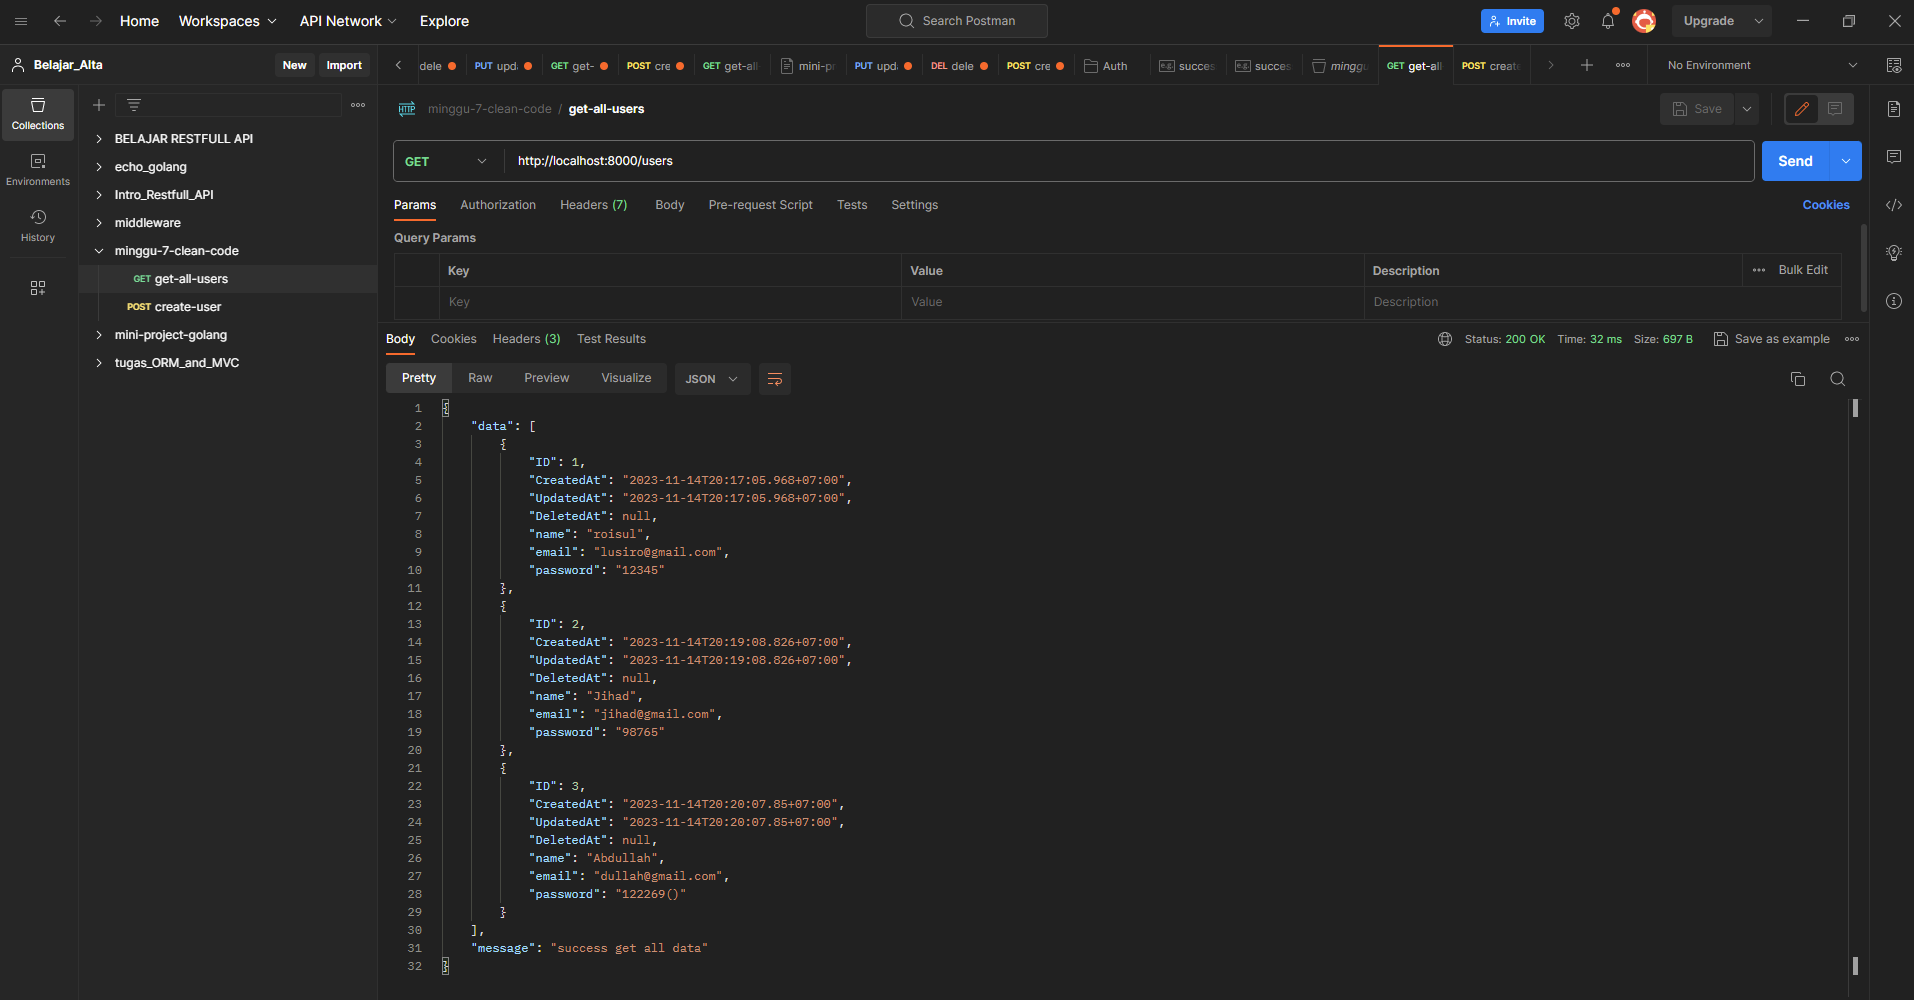 Home Workspaces API Network Explore Search Postman Invite Upgrade
Belajar_Alta New Import dele PUT upd GET get- POST cre GET get-all mini-pr PUT upd DEL dele POST cre Auth e.g. succes e.g. succes minggu GET get-all POST create No Environment
Collections
Environments
History
BELAJAR RESTFULL API
echo_golang
Intro_Restfull_API
middleware
minggu-7-clean-code
GET get-all-users
POST create-user
mini-project-golang
tugas_ORM_and_MVC
HTTP minggu-7-clean-code / get-all-users Save
GET http://localhost:8000/users Send
Params Authorization Headers (7) Body Pre-request Script Tests Settings Cookies
Query Params
Key Value Description Bulk Edit
Key Value Description
Body Cookies Headers (3) Test Results Status: 200 OK Time: 32 ms Size: 697 B Save as example
Pretty Raw Preview Visualize JSON
1 {
2 "data": [
3 {
4 "ID": 1,
5 "CreatedAt": "2023-11-14T20:17:05.968+07:00",
6 "UpdatedAt": "2023-11-14T20:17:05.968+07:00",
7 "DeletedAt": null,
8 "name": "roisul",
9 "email": "lusiro@gmail.com",
10 "password": "12345"
11 },
12 {
13 "ID": 2,
14 "CreatedAt": "2023-11-14T20:19:08.826+07:00",
15 "UpdatedAt": "2023-11-14T20:19:08.826+07:00",
16 "DeletedAt": null,
17 "name": "Jihad",
18 "email": "jihad@gmail.com",
19 "password": "98765"
20 },
21 {
22 "ID": 3,
23 "CreatedAt": "2023-11-14T20:20:07.85+07:00",
24 "UpdatedAt": "2023-11-14T20:20:07.85+07:00",
25 "DeletedAt": null,
26 "name": "Abdullah",
27 "email": "dullah@gmail.com",
28 "password": "122269()"
29 }
30 ],
31 "message": "success get all data"
32 }